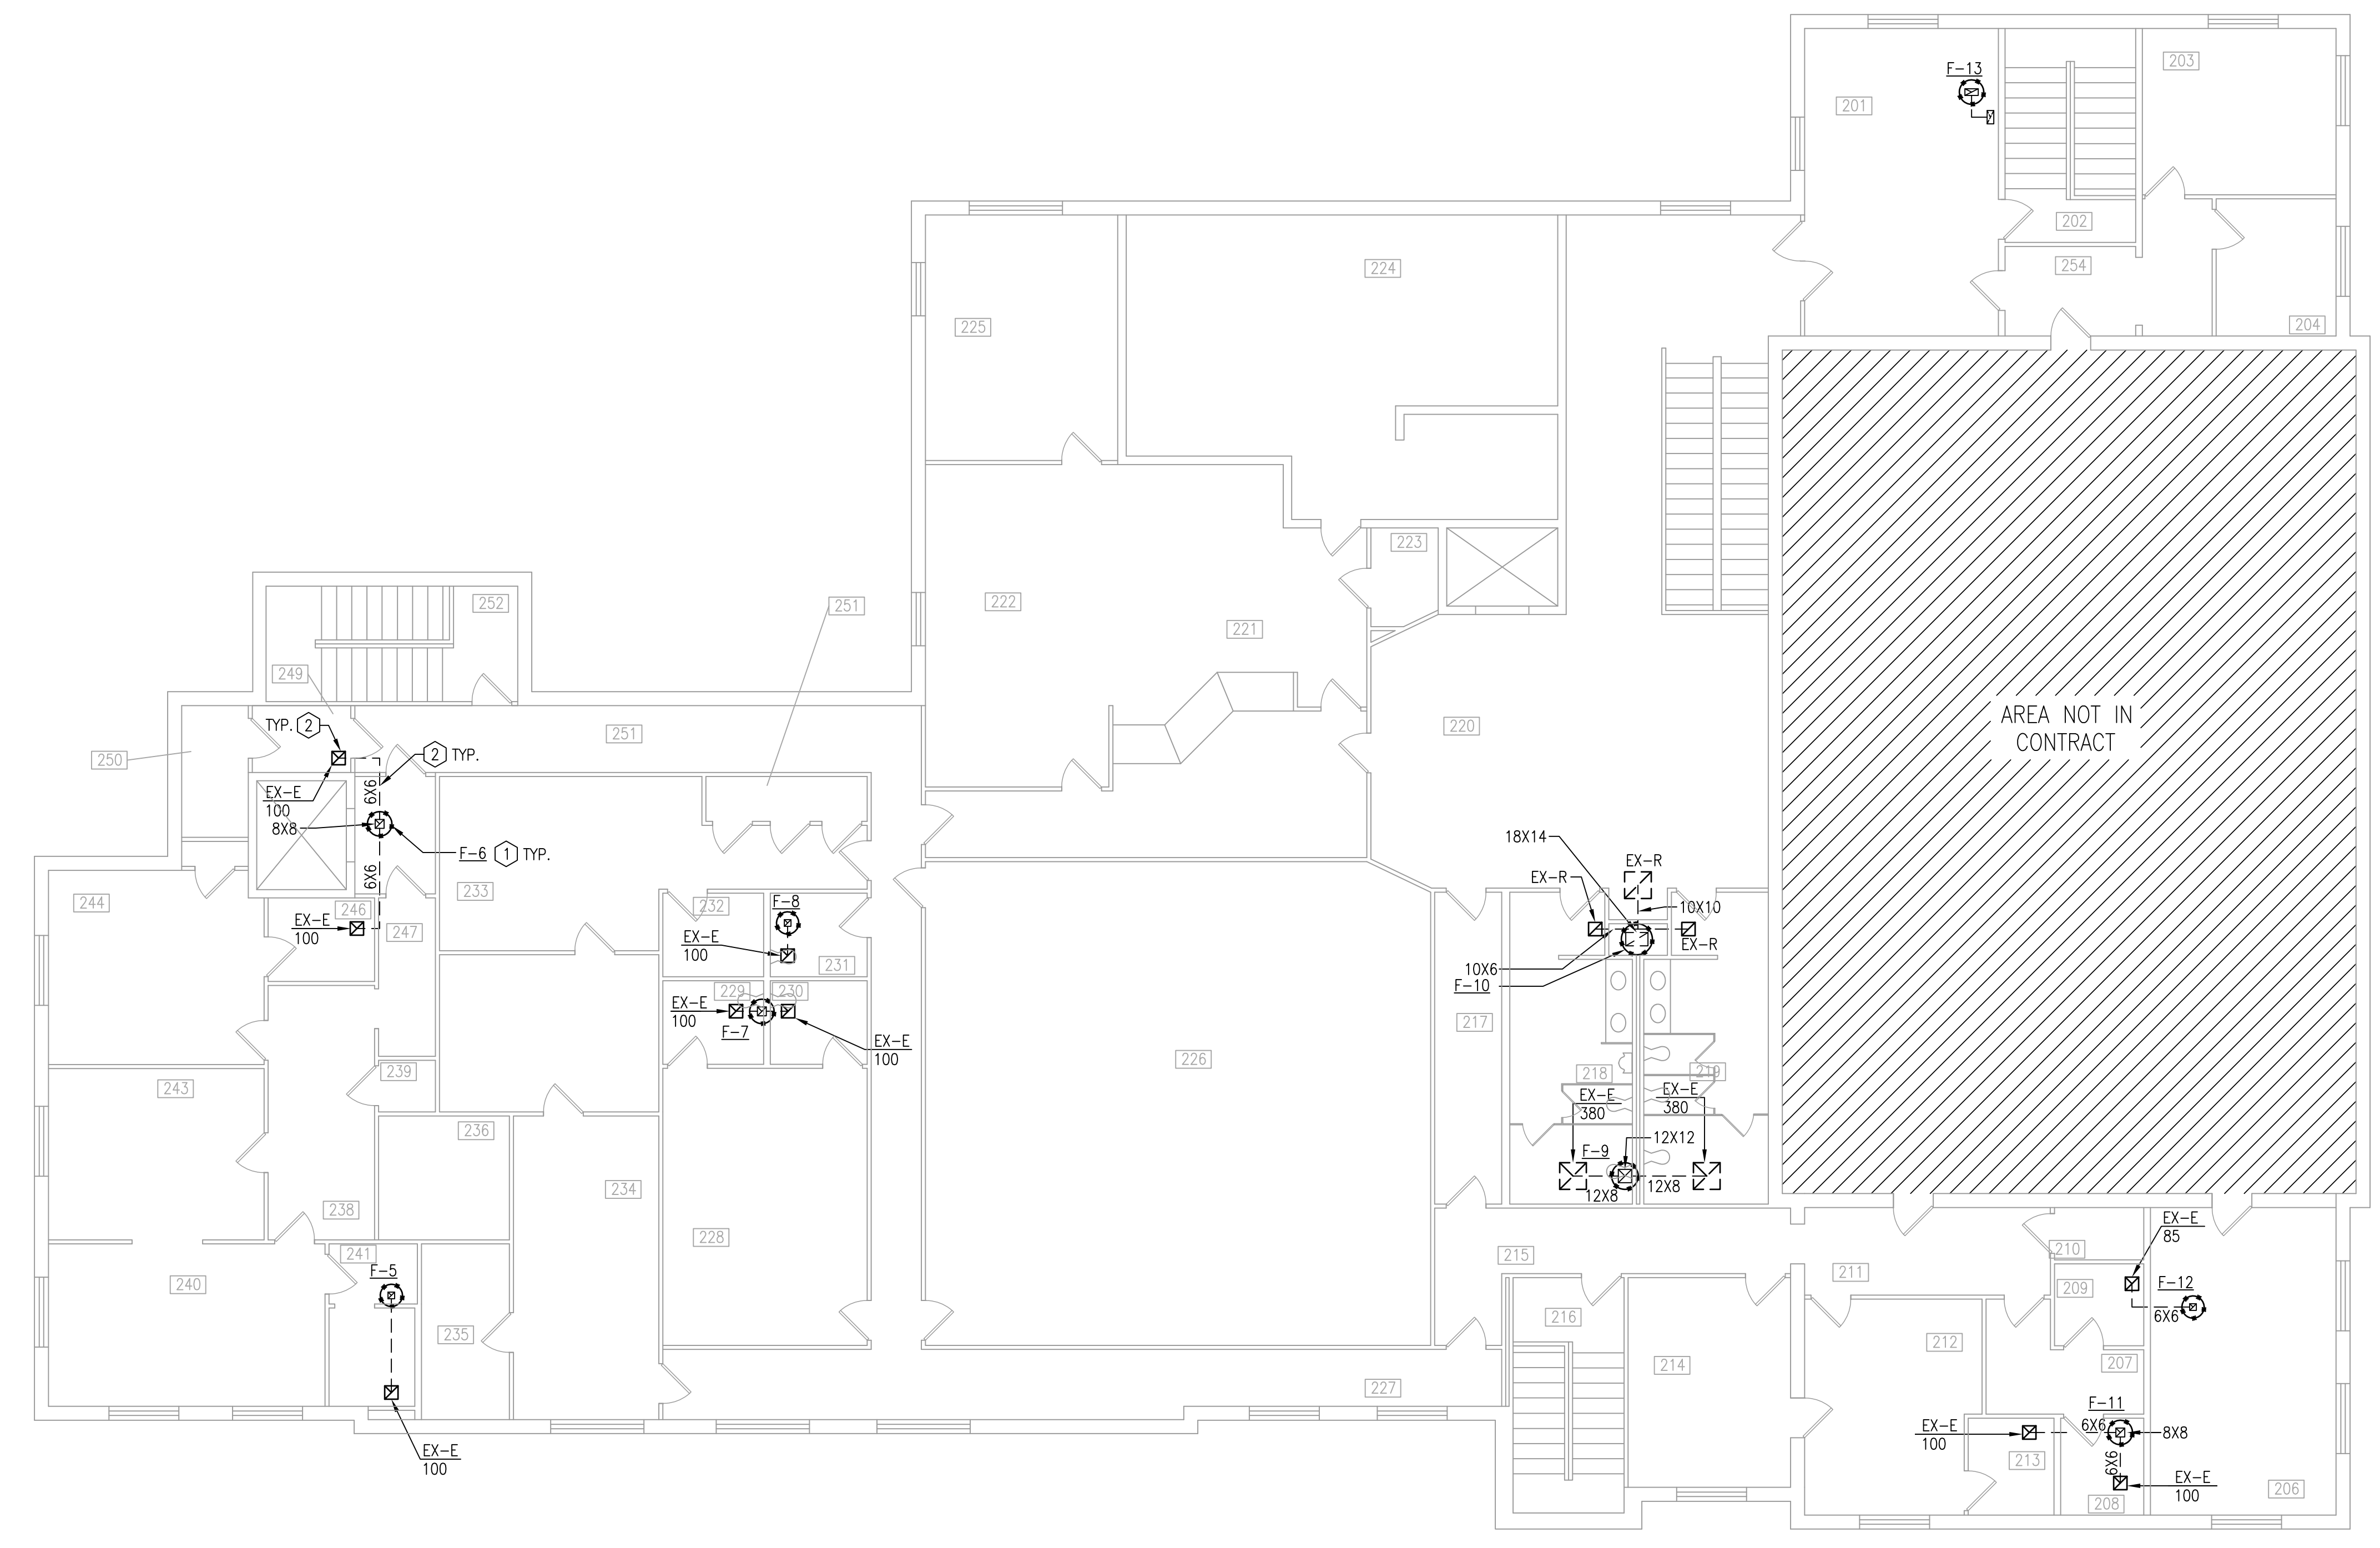 F-13
203
201
202
254
204
224
225
AREA NOT IN
CONTRACT
223
222
221
220
252
251
249
TYP. 2
2 TYP.
251
250
6X6
EX-E
100
8X8
F-6 1 TYP.
6X6
233
244
246
EX-E
100
247
232
F-8
EX-E
100
231
229
230
EX-E
100
F-7
EX-E
100
226
18X14
EX-R
EX-R
10X10
EX-R
10X6
F-10
217
218
219
EX-E
380
EX-E
380
12X12
F-9
12X8
12X8
239
243
236
234
238
228
241
F-5
240
235
EX-E
100
215
216
214
227
EX-E
85
210
211
209
F-12
6X6
212
207
F-11
6X6
8X8
EX-E
100
6X6
213
EX-E
100
208
206